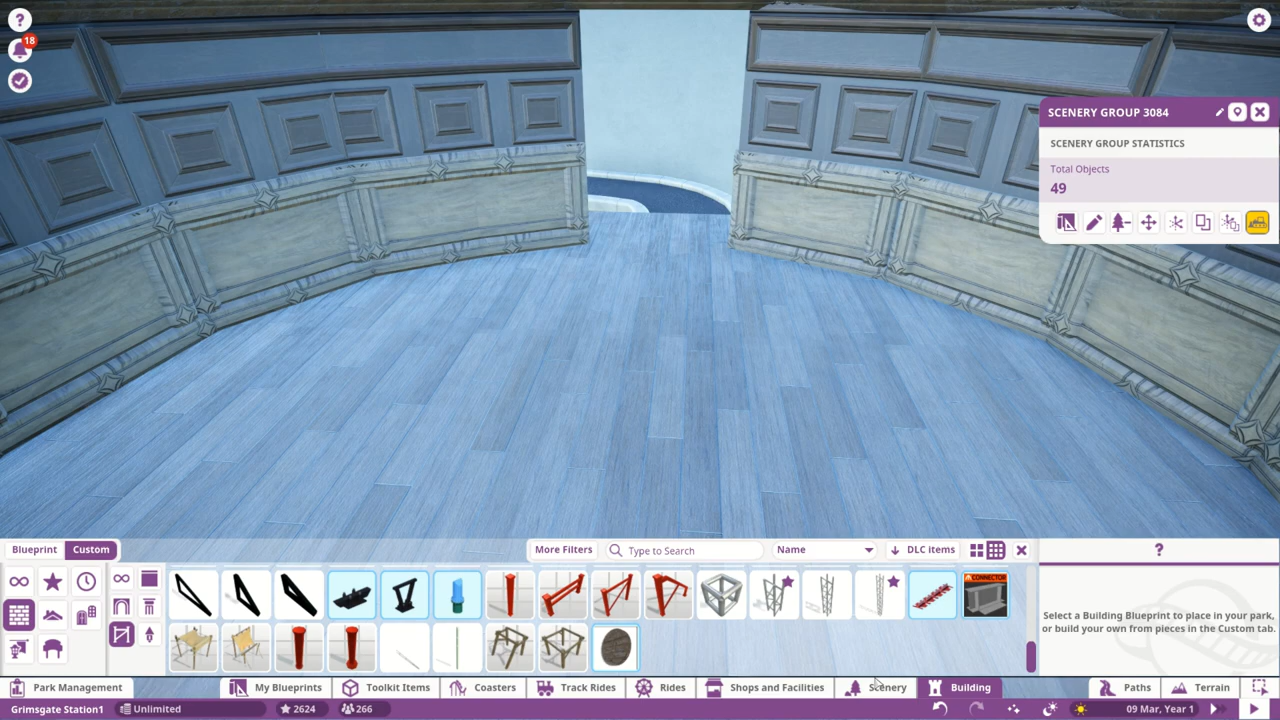 ?
18
SCENERY GROUP 3084
SCENERY GROUP STATISTICS
Total Objects
49
Blueprint
Custom
More Filters
Type to Search
Name
DLC items
?
CONNECTOR
Select a Building Blueprint to place in your park,
or build your own from pieces in the Custom tab.
Park Management
My Blueprints
Toolkit Items
Coasters
Track Rides
Rides
Shops and Facilities
Scenery
Building
Paths
Terrain
Grimsgate Station1
Unlimited
2624
266
09 Mar, Year 1